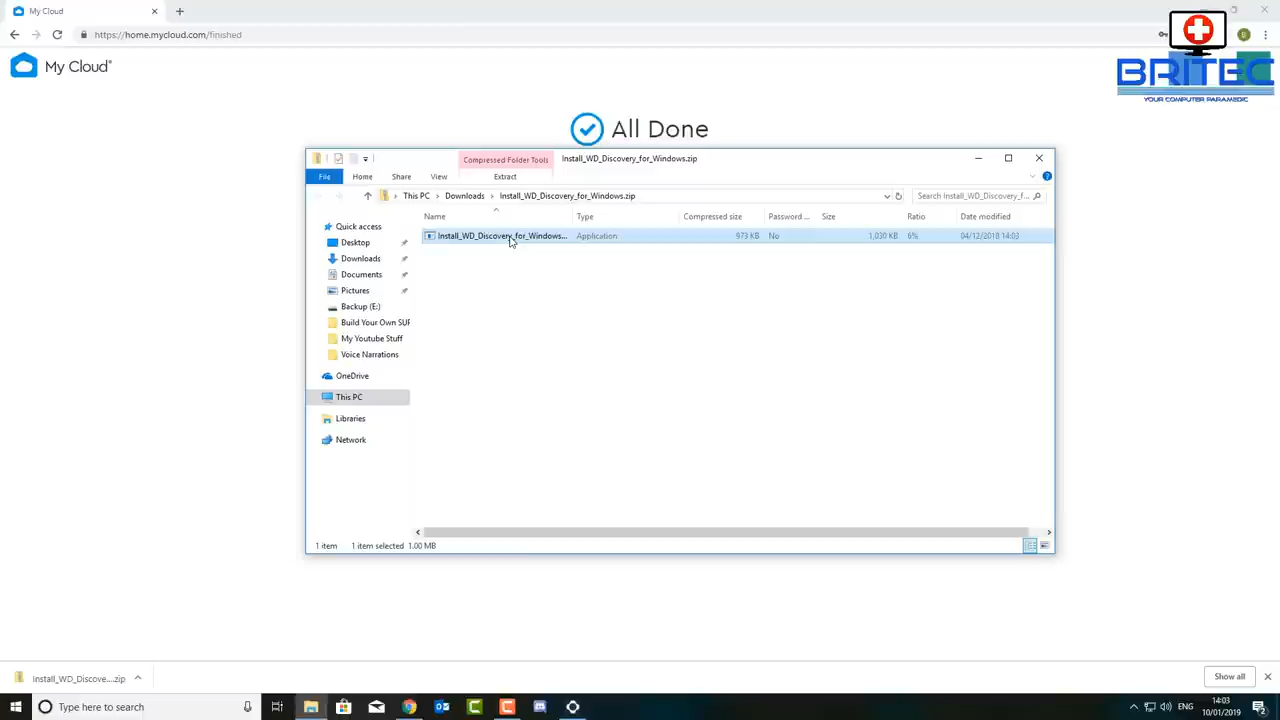 My Cloud
https://home.mycloud.com/finished
My Cloud®
BRITEC
YOUR COMPUTER PARAMEDIC
All Done
Compressed Folder Tools
Install_WD_Discovery_for_Windows.zip
File Home Share View Extract
This PC Downloads Install_WD_Discovery_for_Windows.zip
Search Install_WD_Discovery_f...
Name Type Compressed size Password ... Size Ratio Date modified
Install_WD_Discovery_for_Windows... Application 973 KB No 1,030 KB 6% 04/12/2018 14:03
Quick access
Desktop
Downloads
Documents
Pictures
Backup (E:)
Build Your Own SUP
My Youtube Stuff
Voice Narrations
OneDrive
This PC
Libraries
Network
1 item 1 item selected 1.00 MB
Install_WD_Discove....zip
Show all
Type here to search
ENG
14:03
10/01/2019
2